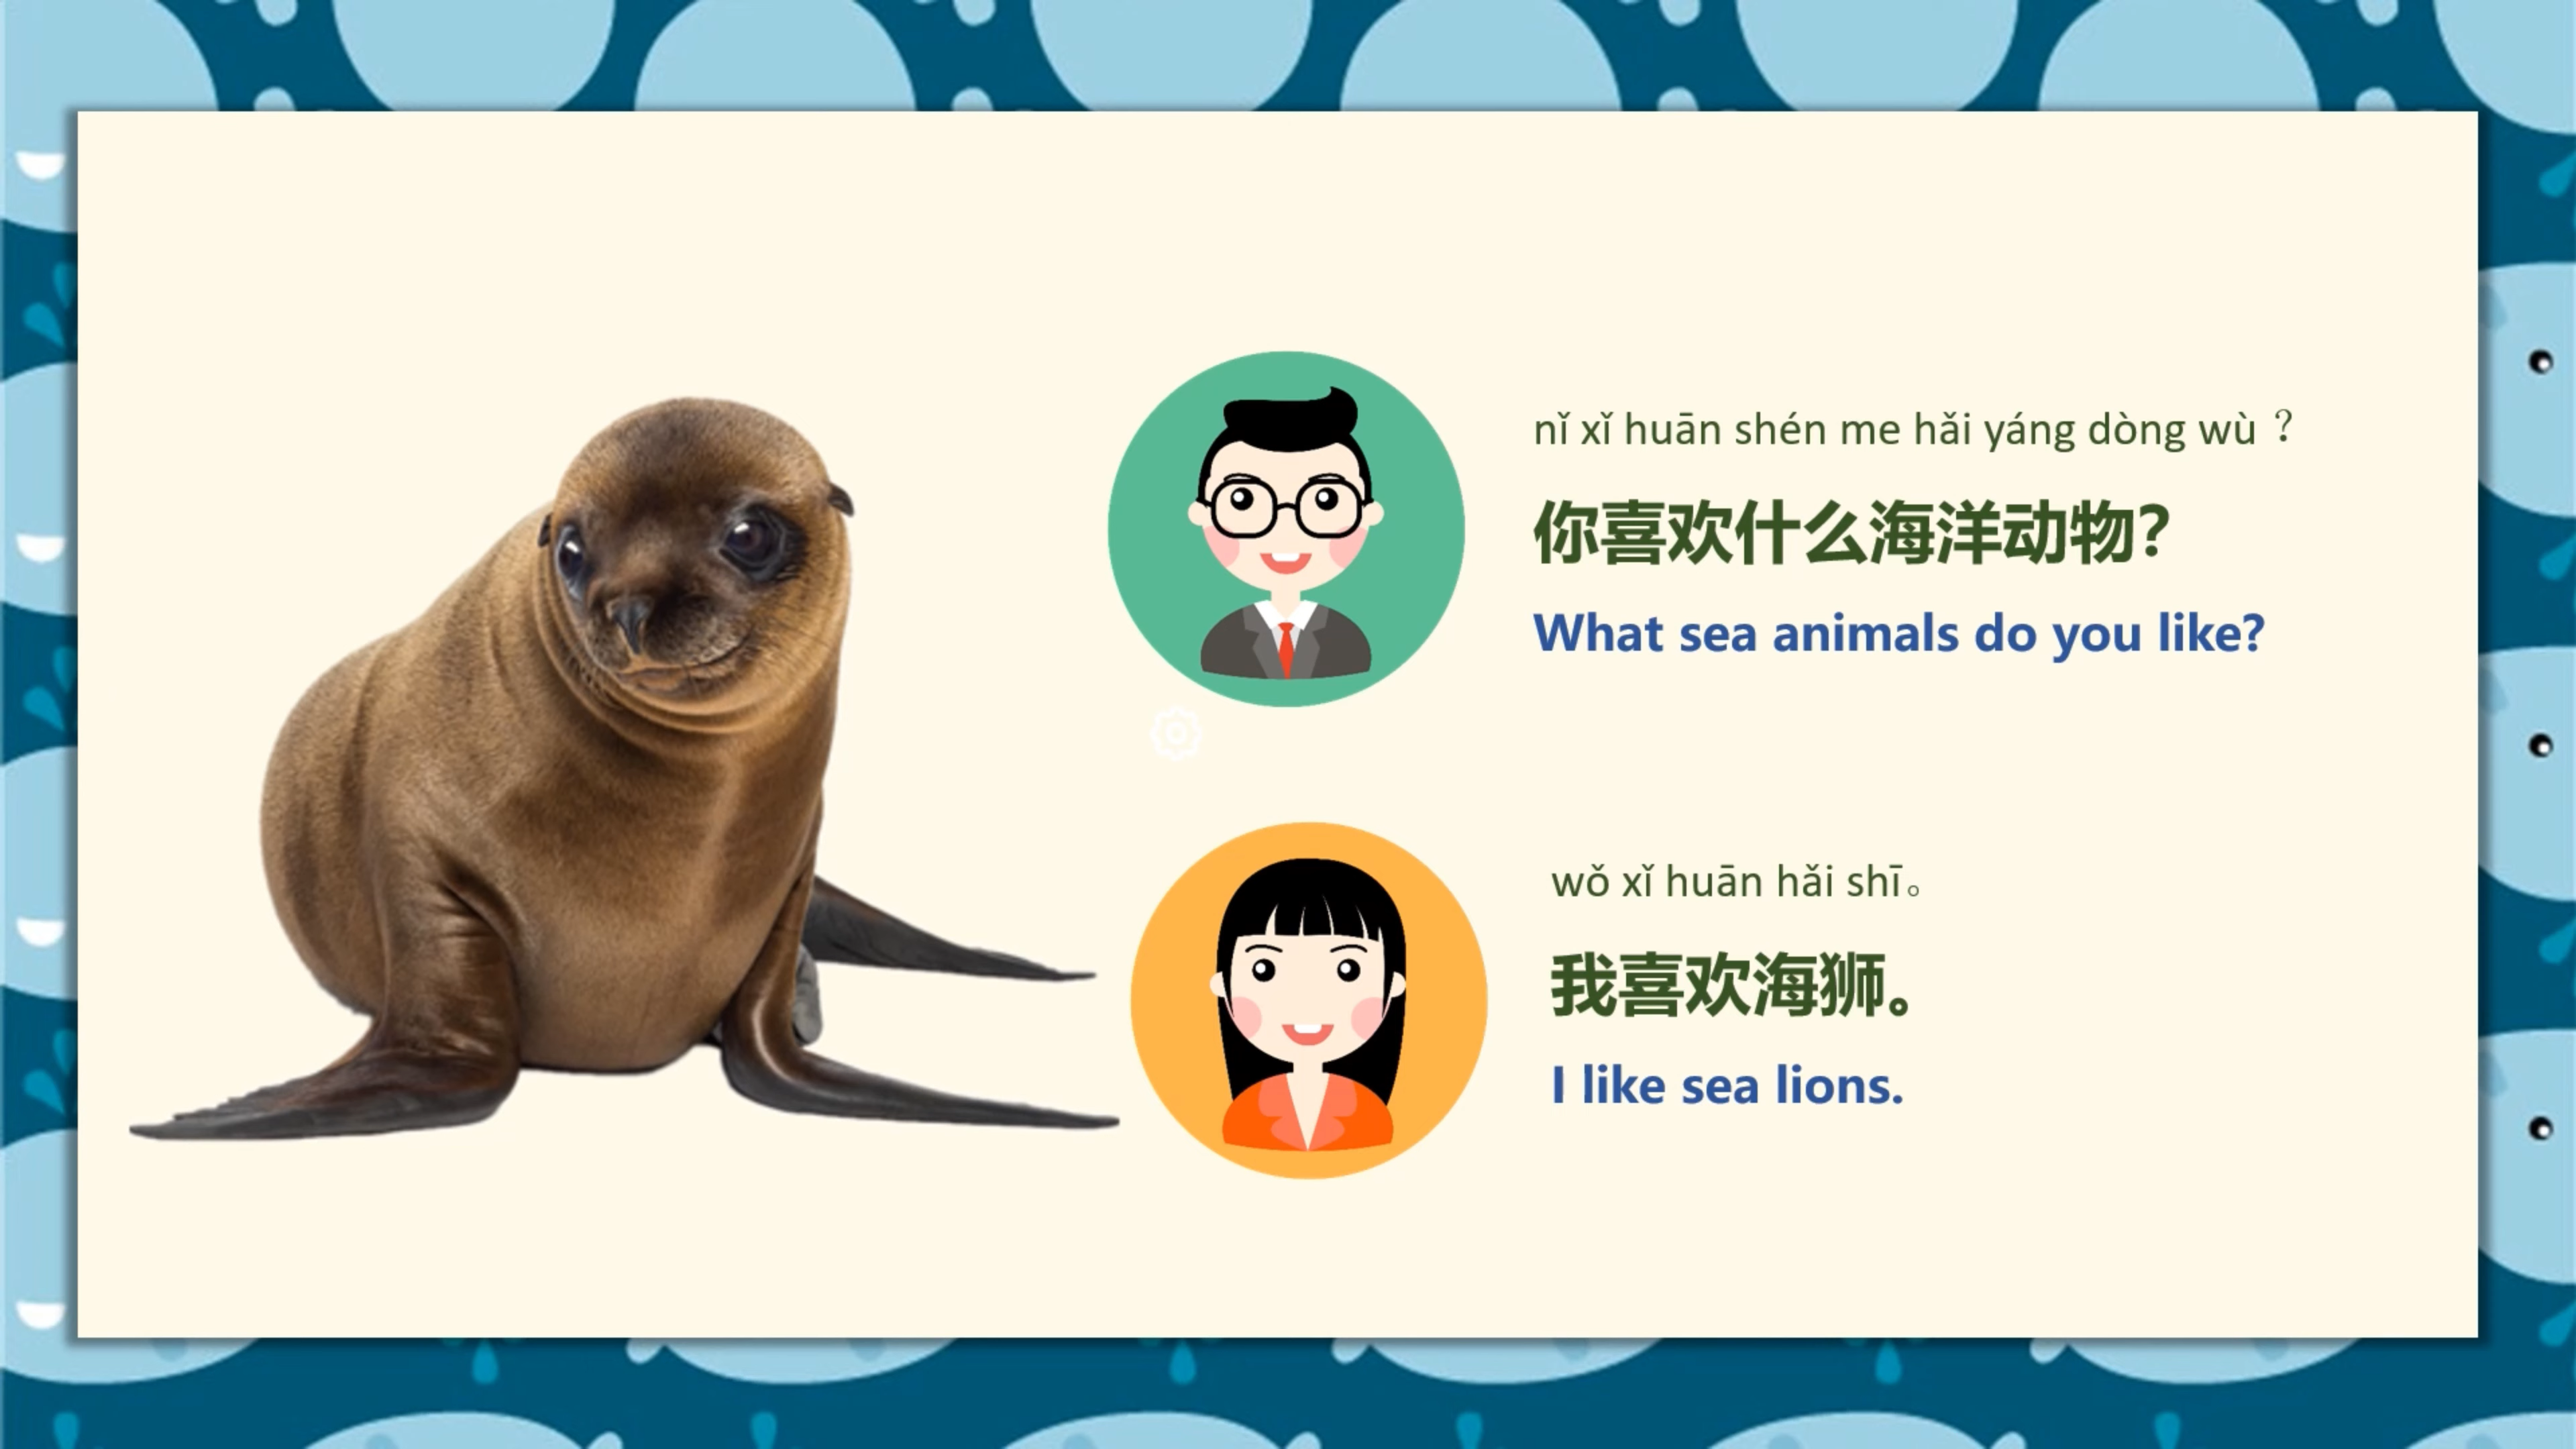 nǐ xǐ huān shén me hǎi yáng dòng wù ？
你喜欢什么海洋动物？
What sea animals do you like?
wǒ xǐ huān hǎi shī。
我喜欢海狮。
I like sea lions.